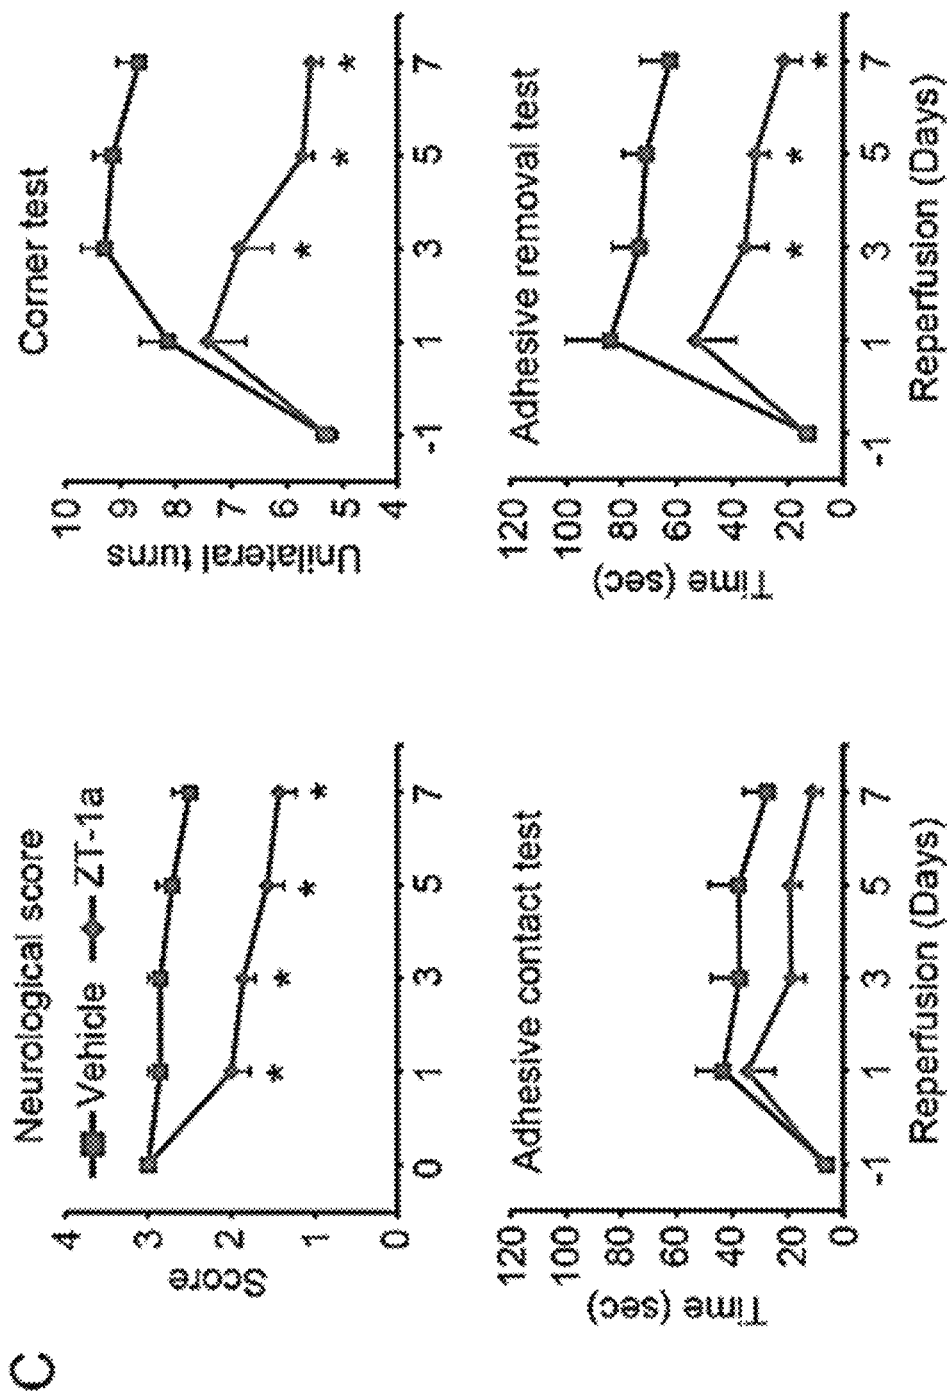 C
Neurological score
Vehicle ZT-1a
Score
4
3
2
1
0
0 1 3 5 7
* * * *
Corner test
Unilateral turns
10
9
8
7
6
5
4
-1 1 3 5 7
* * *
Adhesive contact test
Time (sec)
120
100
80
60
40
20
0
-1 1 3 5 7
Reperfusion (Days)
Adhesive removal test
Time (sec)
120
100
80
60
40
20
0
-1 1 3 5 7
* * *
Reperfusion (Days)